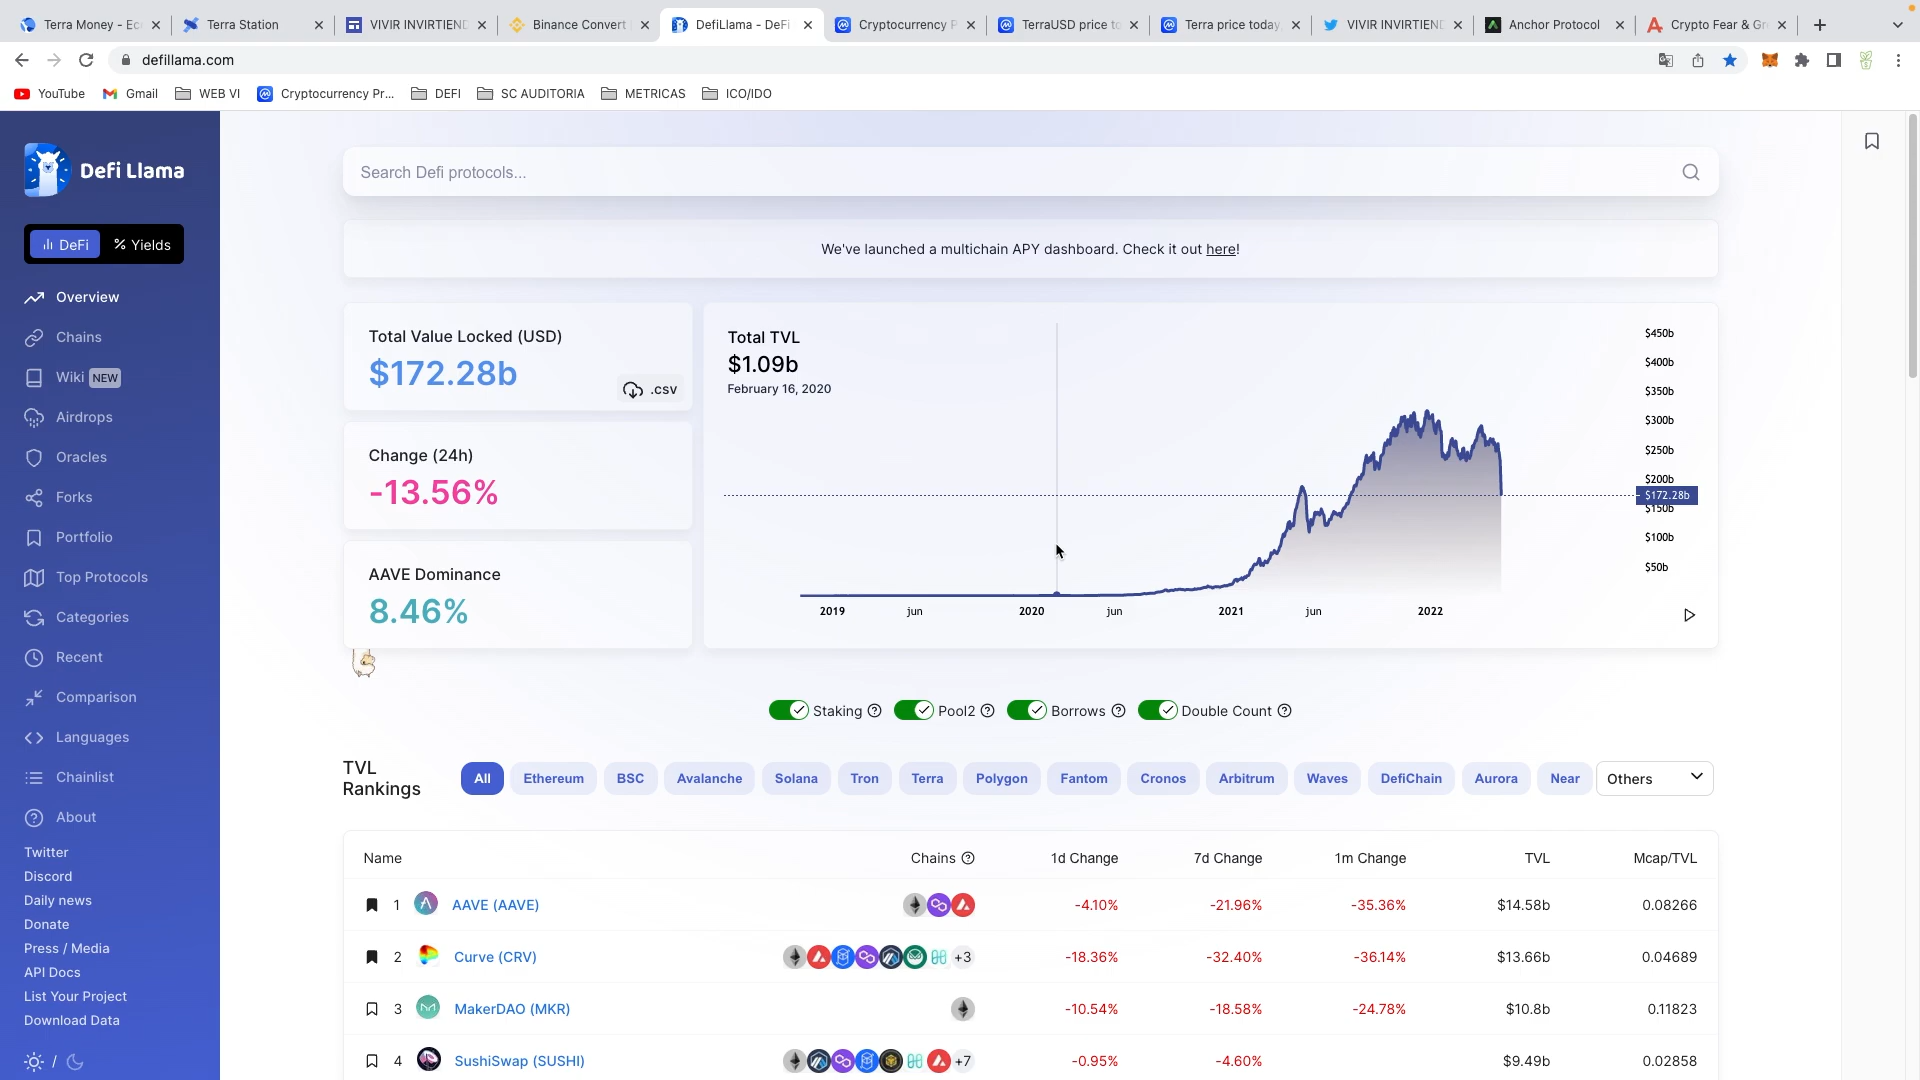 Terra Money - Ec
Terra Station
VIVIR INVIRTIEND
Binance Convert
DefiLlama - DeFi
Cryptocurrency P
TerraUSD price to
Terra price today,
VIVIR INVIRTIEND
Anchor Protocol
Crypto Fear & Gr
defillama.com
YouTube
Gmail
WEB VI
Cryptocurrency Pr...
DEFI
SC AUDITORIA
METRICAS
ICO/IDO
Defi Llama
DeFi
% Yields
Overview
Chains
Wiki NEW
Airdrops
Oracles
Forks
Portfolio
Top Protocols
Categories
Recent
Comparison
Languages
Chainlist
About
Twitter
Discord
Daily news
Donate
Press / Media
API Docs
List Your Project
Download Data
/
Search Defi protocols...
We've launched a multichain APY dashboard. Check it out here!
Total Value Locked (USD)
$172.28b
.csv
Change (24h)
-13.56%
AAVE Dominance
8.46%
Total TVL
$1.09b
February 16, 2020
$450b
$400b
$350b
$300b
$250b
$200b
$172.28b
$150b
$100b
$50b
2019 jun 2020 jun 2021 jun 2022
Staking
Pool2
Borrows
Double Count
TVL
Rankings
All Ethereum BSC Avalanche Solana Tron Terra Polygon Fantom Cronos Arbitrum Waves DefiChain Aurora Near Others
Name Chains 1d Change 7d Change 1m Change TVL Mcap/TVL
1 AAVE (AAVE) -4.10% -21.96% -35.36% $14.58b 0.08266
2 Curve (CRV) +3 -18.36% -32.40% -36.14% $13.66b 0.04689
3 MakerDAO (MKR) -10.54% -18.58% -24.78% $10.8b 0.11823
4 SushiSwap (SUSHI) +7 -0.95% -4.60% $9.49b 0.02858